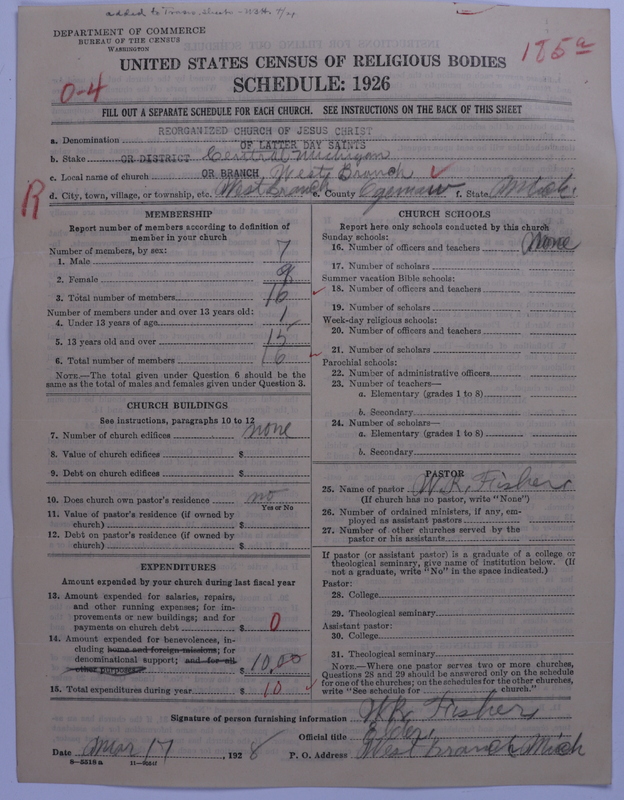 added to Trans. sheets - NBH 7/24
DEPARTMENT OF COMMERCE
BUREAU OF THE CENSUS
WASHINGTON
185a
UNITED STATES CENSUS OF RELIGIOUS BODIES
0-4
SCHEDULE: 1926
FILL OUT A SEPARATE SCHEDULE FOR EACH CHURCH. SEE INSTRUCTIONS ON THE BACK OF THIS SHEET
a. Denomination REORGANIZED CHURCH OF JESUS CHRIST
OF LATTER DAY SAINTS
b. Stake OR DISTRICT Central Michigan
c. Local name of church OR BRANCH, West Branch
R
d. City, town, village, or township, etc. West Branch e. County Ogemaw f. State Mich.
MEMBERSHIP
Report number of members according to definition of
member in your church
Number of members, by sex:
1. Male 7
2. Female 9
3. Total number of members 16
Number of members under and over 13 years old:
4. Under 13 years of age 1
5. 13 years old and over 15
6. Total number of members 16
NOTE.—The total given under Question 6 should be
same as the total of males and females given under Question 3.
CHURCH BUILDINGS
See instructions, paragraphs 10 to 12
7. Number of church edifices none
8. Value of church edifices $
9. Debt on church edifices $
10. Does church own pastor's residence no
Yes or No
11. Value of pastor's residence (if owned by
church) $
12. Debt on pastor's residence (if owned by
church) $
EXPENDITURES
Amount expended by your church during last fiscal year
13. Amount expended for salaries, repairs,
and other running expenses; for im-
provements or new buildings; and for
payments on church debt $ 0
14. Amount expended for benevolences, in-
cluding home and foreign missions; for
denominational support; and for all
other purposes $ 10.00
15. Total expenditures during year $ 10
CHURCH SCHOOLS
Report here only schools conducted by this church
Sunday schools:
16. Number of officers and teachers None
17. Number of scholars
Summer vacation Bible schools:
18. Number of officers and teachers
19. Number of scholars
Week-day religious schools:
20. Number of officers and teachers
21. Number of scholars
Parochial schools:
22. Number of administrative officers
23. Number of teachers—
a. Elementary (grades 1 to 8)
b. Secondary
24. Number of scholars—
a. Elementary (grades 1 to 8)
b. Secondary
PASTOR
25. Name of pastor W.R. Fisher
(If church has no pastor, write "None")
26. Number of ordained ministers, if any, em-
ployed as assistant pastors
27. Number of other churches served by the
pastor or his assistants
If pastor (or assistant pastor) is a graduate of a college or
theological seminary, give name of institution below. (If
not a graduate, write "No" in the space indicated.)
Pastor:
28. College
29. Theological seminary
Assistant pastor:
30. College
31. Theological seminary
NOTE.—Where one pastor serves two or more churches,
Questions 28 and 29 should be answered only on the schedule
for one of the churches; on the schedules for the other churches,
write "See schedule for church."
Signature of person furnishing information W.R. Fisher
Official title Elder
Date Mar 17 1928 P. O. Address West Branch Mich
8—5518a